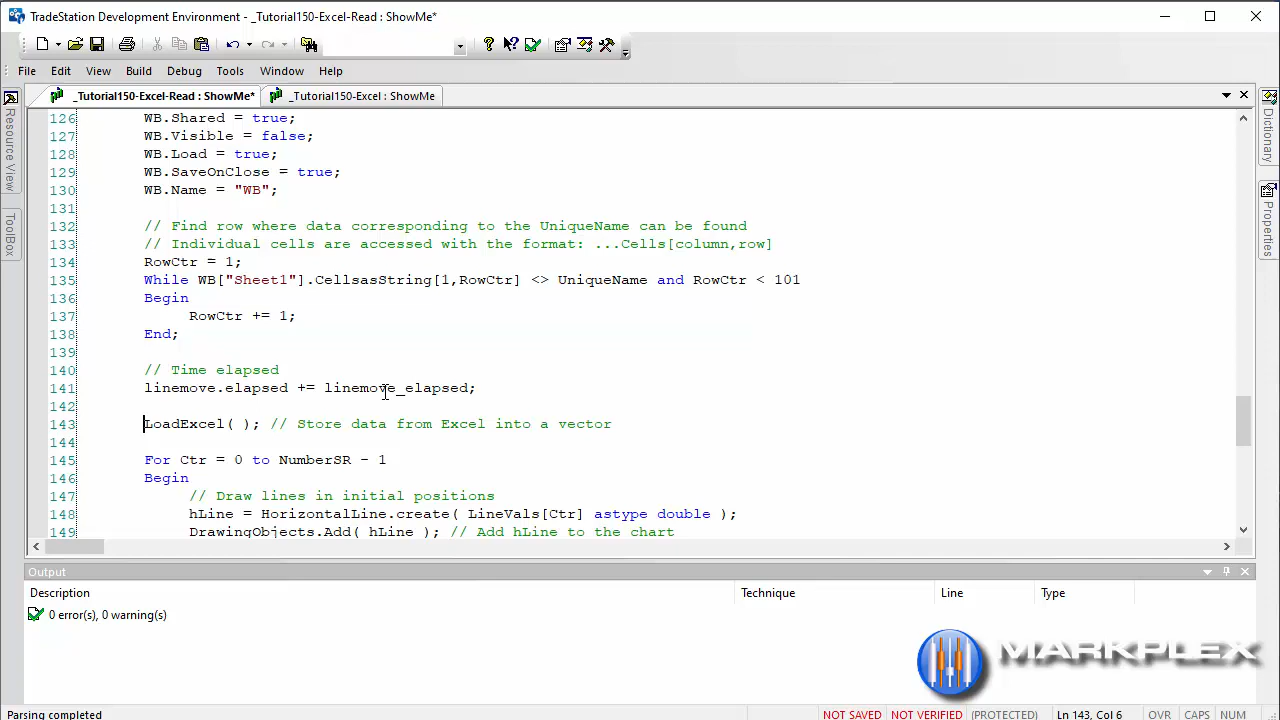 TradeStation Development Environment - _Tutorial150-Excel-Read : ShowMe*
File Edit View Build Debug Tools Window Help
_Tutorial150-Excel-Read : ShowMe* _Tutorial150-Excel : ShowMe
Resource View
ToolBox
126 WB.Shared = true;
127 WB.Visible = false;
128 WB.Load = true;
129 WB.SaveOnClose = true;
130 WB.Name = "WB";
131
132 // Find row where data corresponding to the UniqueName can be found
133 // Individual cells are accessed with the format: ...Cells[column,row]
134 RowCtr = 1;
135 While WB["Sheet1"].CellsasString[1,RowCtr] <> UniqueName and RowCtr < 101
136 Begin
137 RowCtr += 1;
138 End;
139
140 // Time elapsed
141 linemove.elapsed += linemove_elapsed;
142
143 LoadExcel( ); // Store data from Excel into a vector
144
145 For Ctr = 0 to NumberSR - 1
146 Begin
147 // Draw lines in initial positions
148 hLine = HorizontalLine.create( LineVals[Ctr] astype double );
149 DrawingObjects.Add( hLine ); // Add hLine to the chart
Dictionary
Properties
Output
Description Technique Line Type
0 error(s), 0 warning(s)
MARKPLEX
Parsing completed NOT SAVED NOT VERIFIED (PROTECTED) Ln 143, Col 6 OVR CAPS NUM